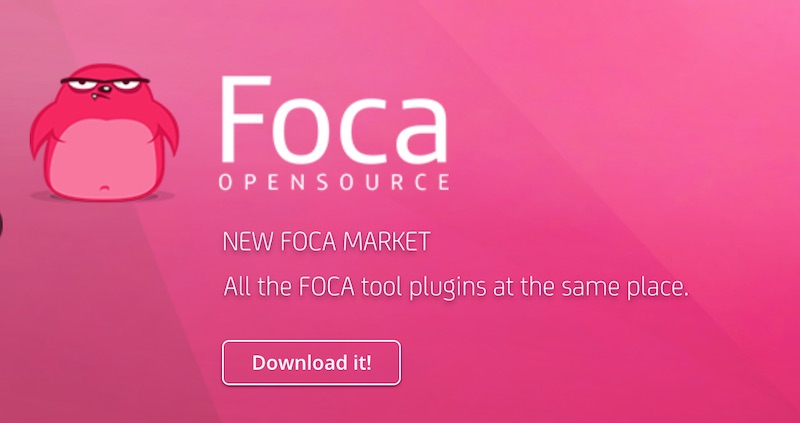 Foca
OPENSOURCE
NEW FOCA MARKET
All the FOCA tool plugins at the same place.
Download it!